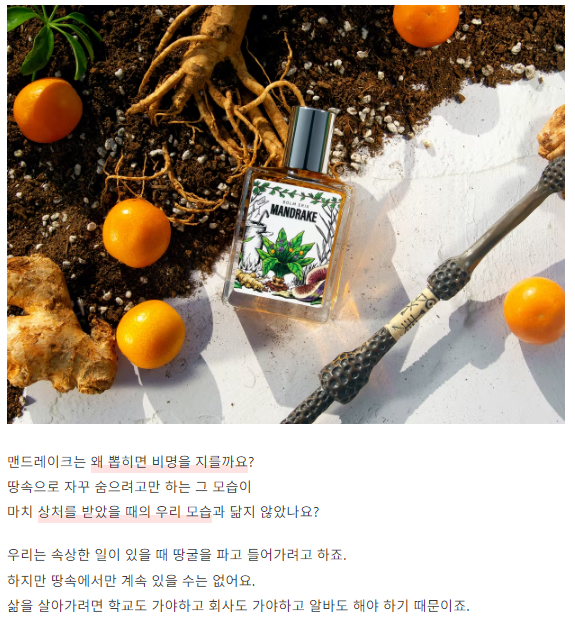 MANDRAKE
맨드레이크는 왜 뽑히면 비명을 지를까요?
땅속으로 자꾸 숨으려고만 하는 그 모습이
마치 상처를 받았을 때의 우리 모습과 닮지 않았나요?
우리는 속상한 일이 있을 때 땅굴을 파고 들어가려고 하죠.
하지만 땅속에서만 계속 있을 수는 없어요.
삶을 살아가려면 학교도 가야하고 회사도 가야하고 알바도 해야 하기 때문이죠.